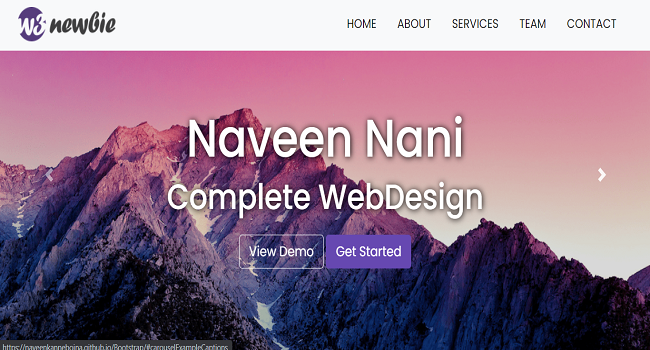 W3 newbie
HOME ABOUT SERVICES TEAM CONTACT
Naveen Nani
Complete WebDesign
View Demo Get Started
https://naveenkanneboina.github.io/Bootstrap/#carouselExampleCaptions